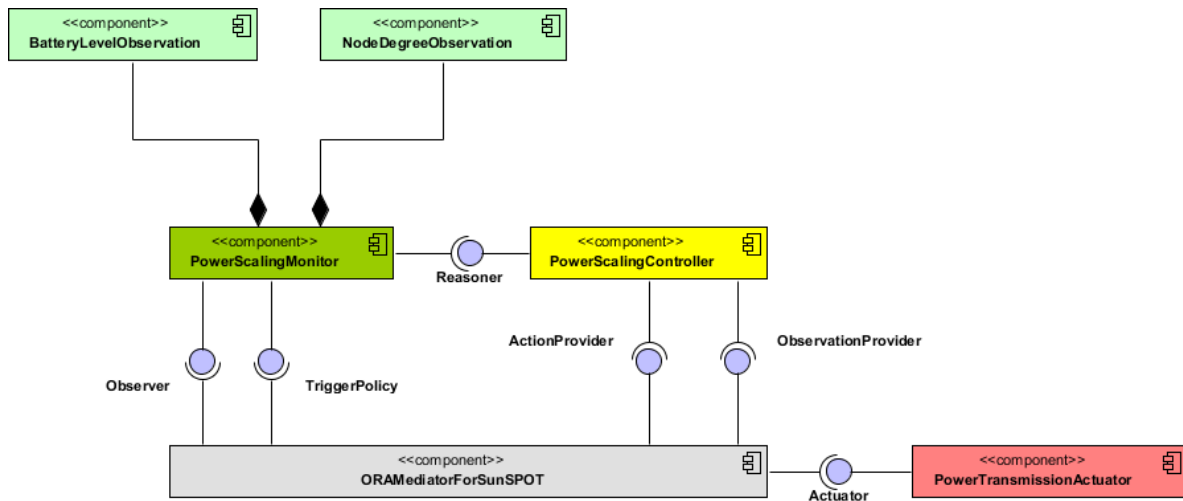 <<component>>
BatteryLevelObservation
<<component>>
NodeDegreeObservation
<<component>>
PowerScalingMonitor
Reasoner
<<component>>
PowerScalingController
Observer
TriggerPolicy
ActionProvider
ObservationProvider
<<component>>
ORAMediatorForSunSPOT
Actuator
<<component>>
PowerTransmissionActuator